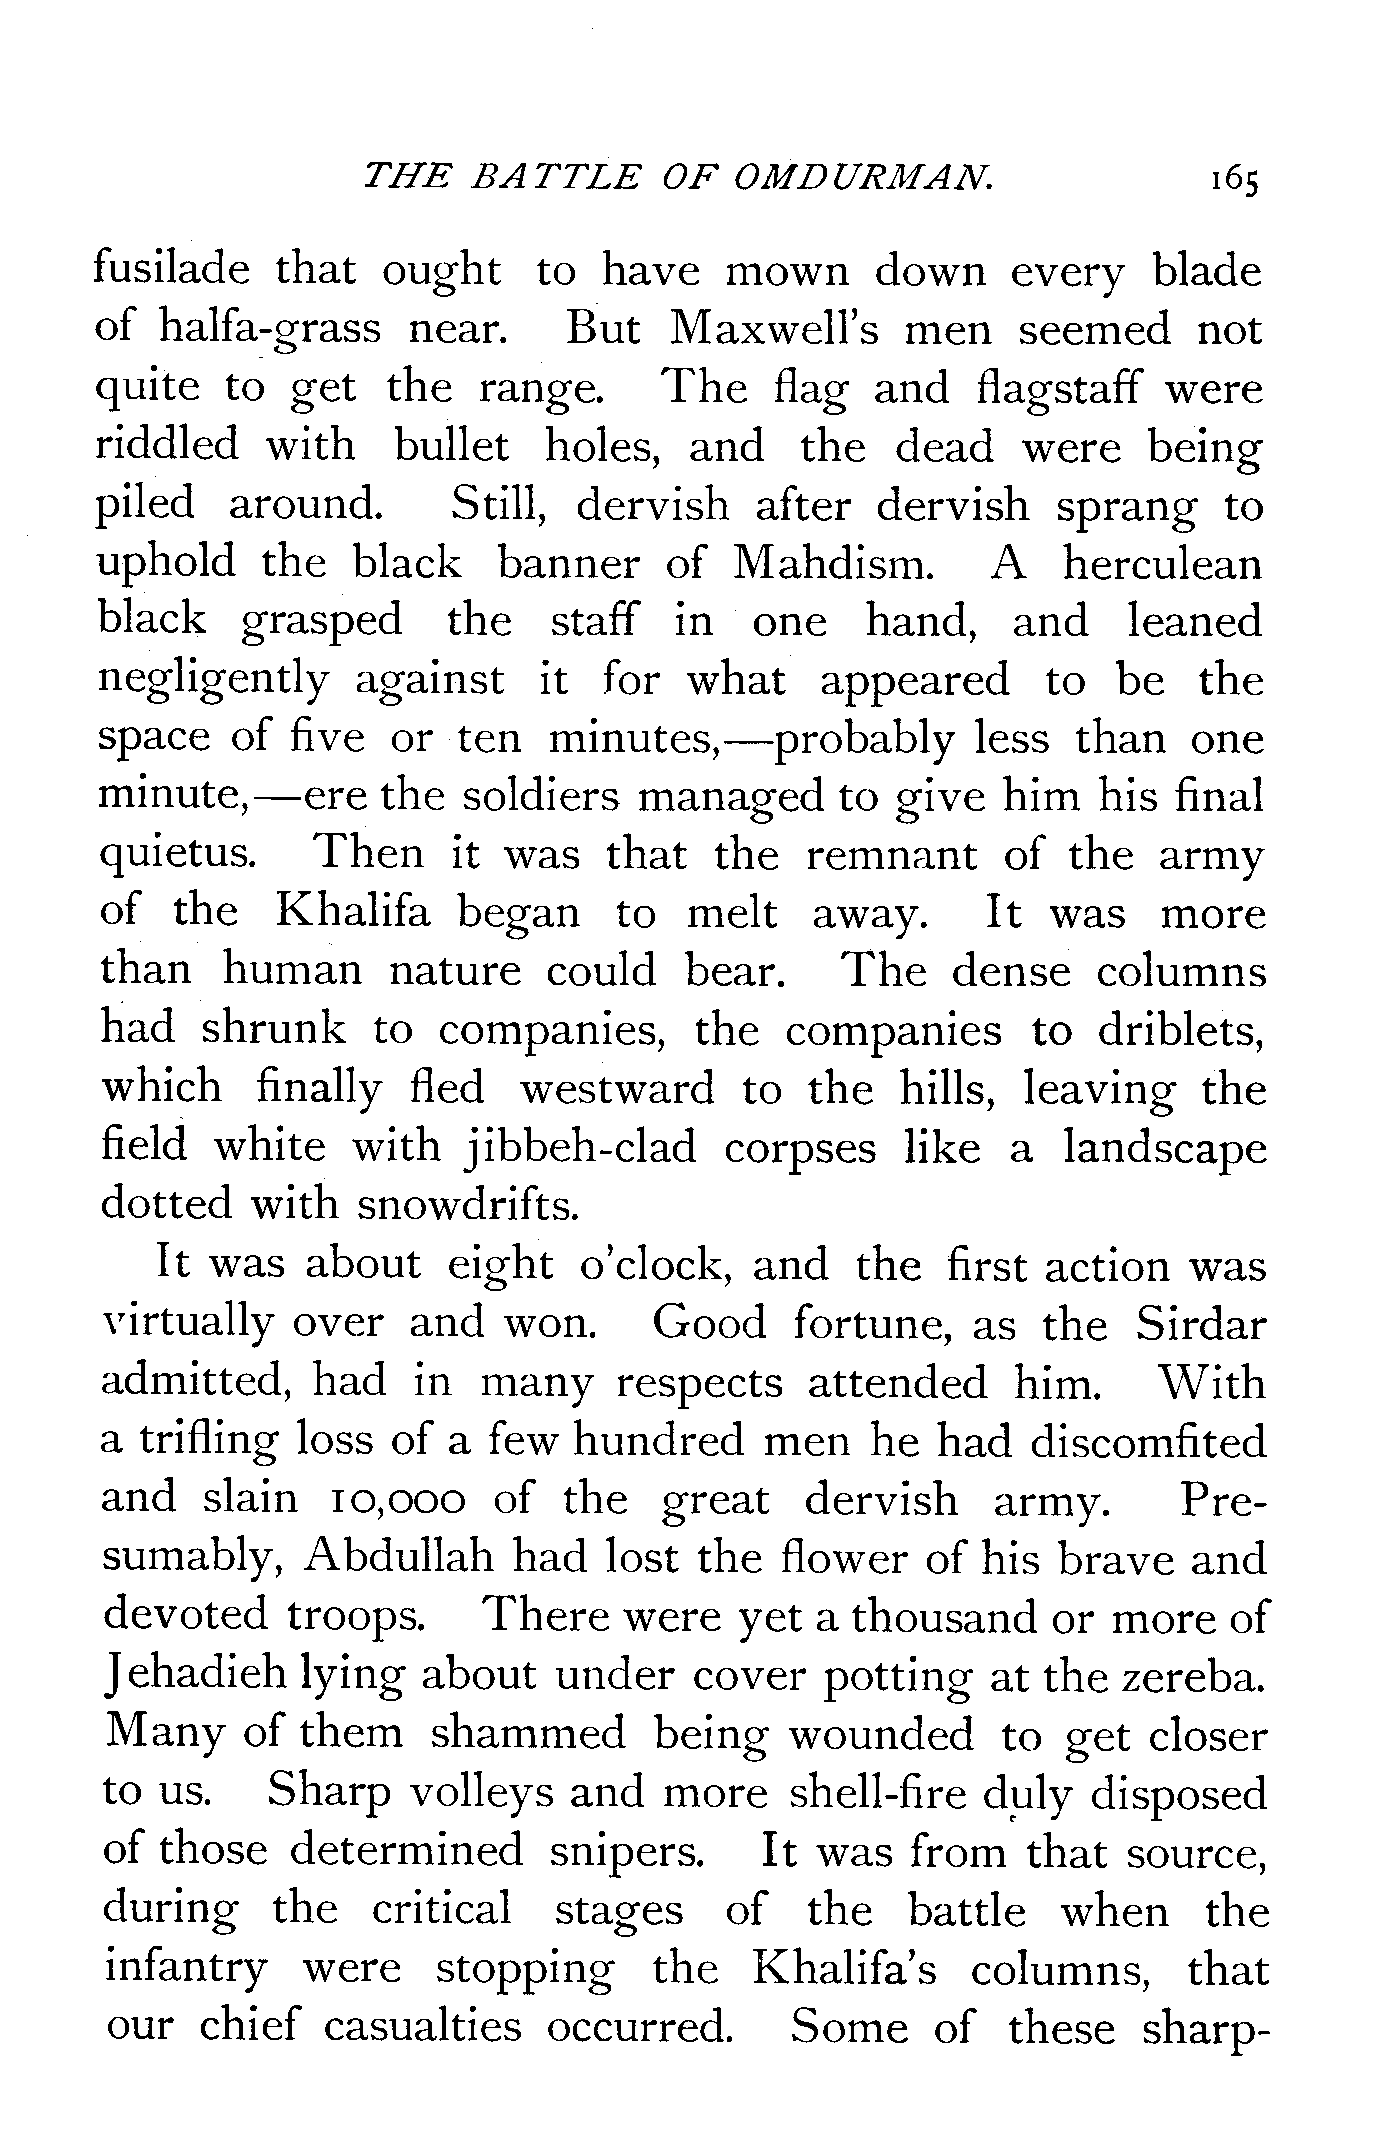 THE BATTLE OF OMDURMAN. 165
fusilade that ought to have mown down every blade
of halfa-grass near. But Maxwell's men seemed not
quite to get the range. The flag and flagstaff were
riddled with bullet holes, and the dead were being
piled around. Still, dervish after dervish sprang to
uphold the black banner of Mahdism. A herculean
black grasped the staff in one hand, and leaned
negligently against it for what appeared to be the
space of five or ten minutes,—probably less than one
minute,—ere the soldiers managed to give him his final
quietus. Then it was that the remnant of the army
of the Khalifa began to melt away. It was more
than human nature could bear. The dense columns
had shrunk to companies, the companies to driblets,
which finally fled westward to the hills, leaving the
field white with jibbeh-clad corpses like a landscape
dotted with snowdrifts.
It was about eight o'clock, and the first action was
virtually over and won. Good fortune, as the Sirdar
admitted, had in many respects attended him. With
a trifling loss of a few hundred men he had discomfited
and slain 10,000 of the great dervish army. Pre-
sumably, Abdullah had lost the flower of his brave and
devoted troops. There were yet a thousand or more of
Jehadieh lying about under cover potting at the zereba.
Many of them shammed being wounded to get closer
to us. Sharp volleys and more shell-fire duly disposed
of those determined snipers. It was from that source,
during the critical stages of the battle when the
infantry were stopping the Khalifa's columns, that
our chief casualties occurred. Some of these sharp-